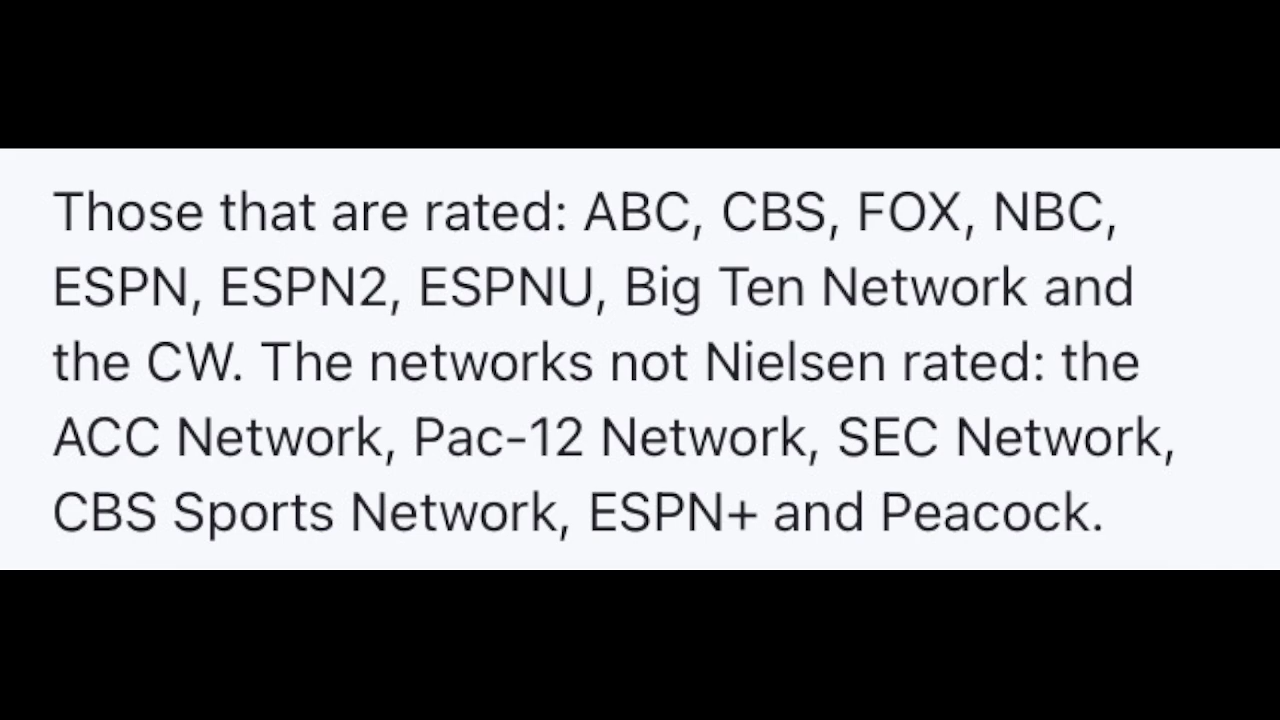 Those that are rated: ABC, CBS, FOX, NBC,
ESPN, ESPN2, ESPNU, Big Ten Network and
the CW. The networks not Nielsen rated: the
ACC Network, Pac-12 Network, SEC Network,
CBS Sports Network, ESPN+ and Peacock.